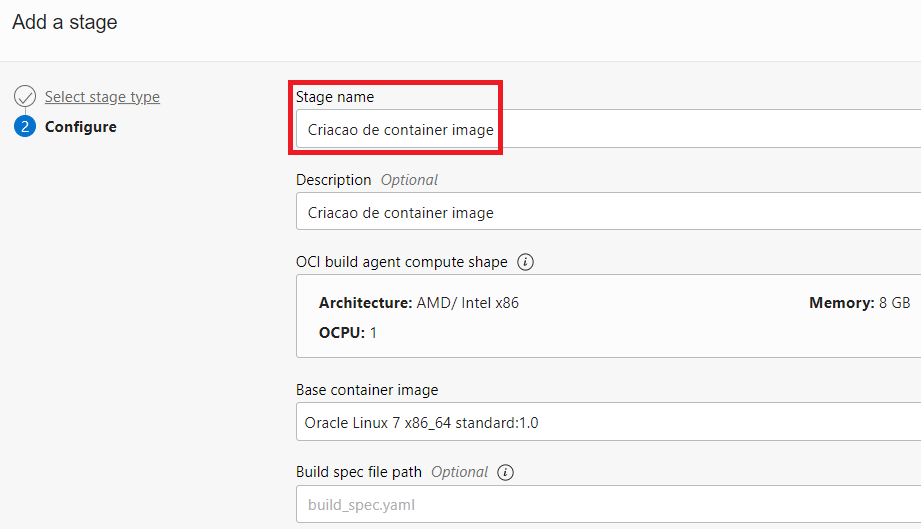 Add a stage
Select stage type
2 Configure
Stage name
Criacao de container image
Description Optional
Criacao de container image
OCI build agent compute shape i
Architecture: AMD/ Intel x86 Memory: 8 GB
OCPU: 1
Base container image
Oracle Linux 7 x86_64 standard:1.0
Build spec file path Optional i
build_spec.yaml